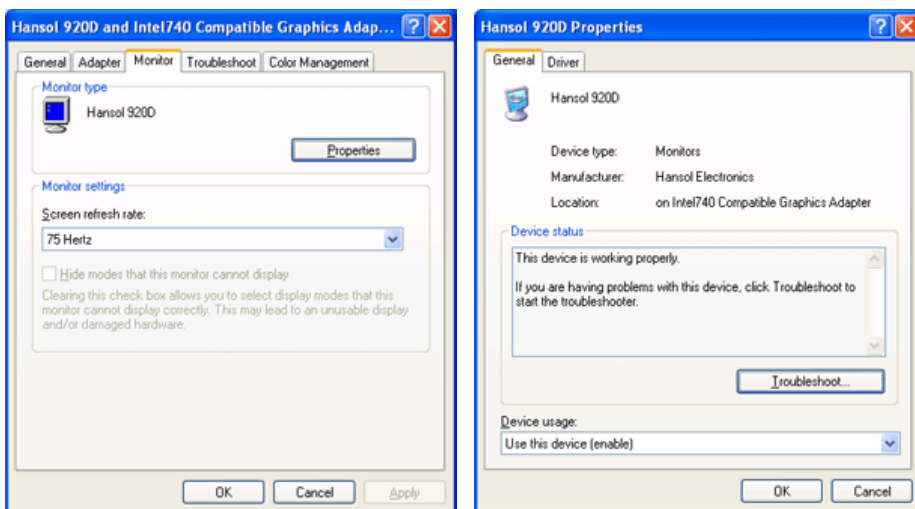 Hansol 920D and Intel740 Compatible Graphics Adap...
General Adapter Monitor Troubleshoot Color Management
Monitor type
Hansol 920D
Properties
Monitor settings
Screen refresh rate:
75 Hertz
Hide modes that this monitor cannot display
Clearing this check box allows you to select display modes that this
monitor cannot display correctly. This may lead to an unusable display
and/or damaged hardware.
OK Cancel Apply
Hansol 920D Properties
General Driver
Hansol 920D
Device type: Monitors
Manufacturer: Hansol Electronics
Location: on Intel740 Compatible Graphics Adapter
Device status
This device is working properly.
If you are having problems with this device, click Troubleshoot to
start the troubleshooter.
Troubleshoot...
Device usage:
Use this device (enable)
OK Cancel